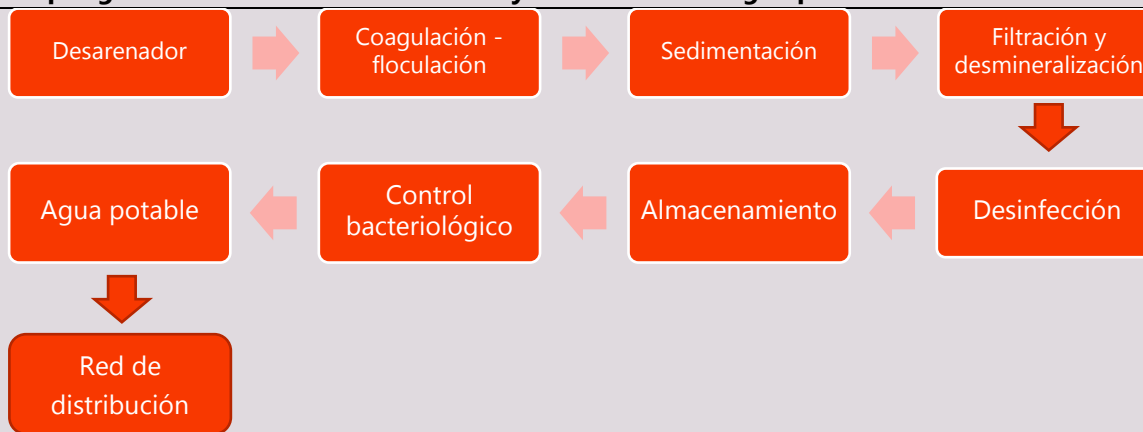 Desarenador
Coagulación -
floculación
Sedimentación
Filtración y
desmineralización
Desinfección
Almacenamiento
Control
bacteriológico
Agua potable
Red de
distribución